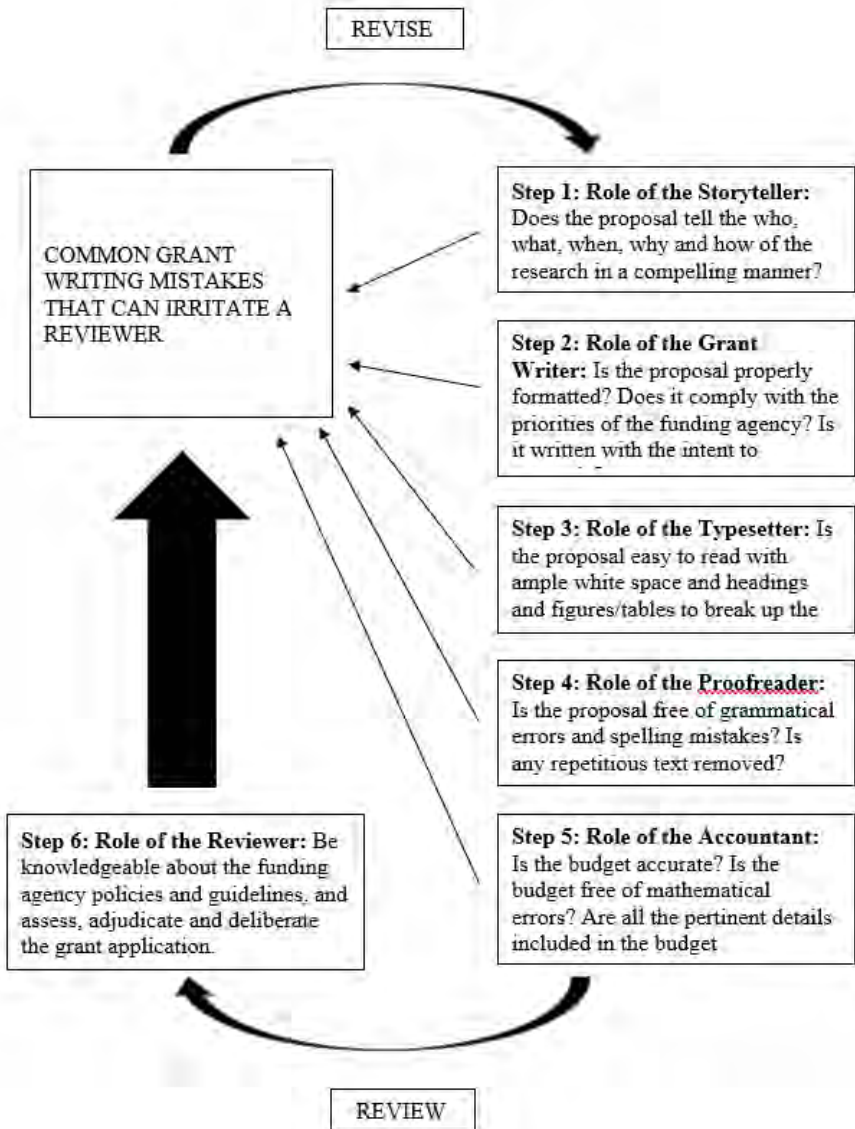 REVISE
COMMON GRANT
WRITING MISTAKES
THAT CAN IRRITATE A
REVIEWER
Step 1: Role of the Storyteller:
Does the proposal tell the who,
what, when, why and how of the
research in a compelling manner?
Step 2: Role of the Grant
Writer: Is the proposal properly
formatted? Does it comply with the
priorities of the funding agency? Is
it written with the intent to
Step 3: Role of the Typesetter: Is
the proposal easy to read with
ample white space and headings
and figures/tables to break up the
Step 4: Role of the Proofreader:
Is the proposal free of grammatical
errors and spelling mistakes? Is
any repetitious text removed?
Step 5: Role of the Accountant:
Is the budget accurate? Is the
budget free of mathematical
errors? Are all the pertinent details
included in the budget
Step 6: Role of the Reviewer: Be
knowledgeable about the funding
agency policies and guidelines, and
assess, adjudicate and deliberate
the grant application.
REVIEW